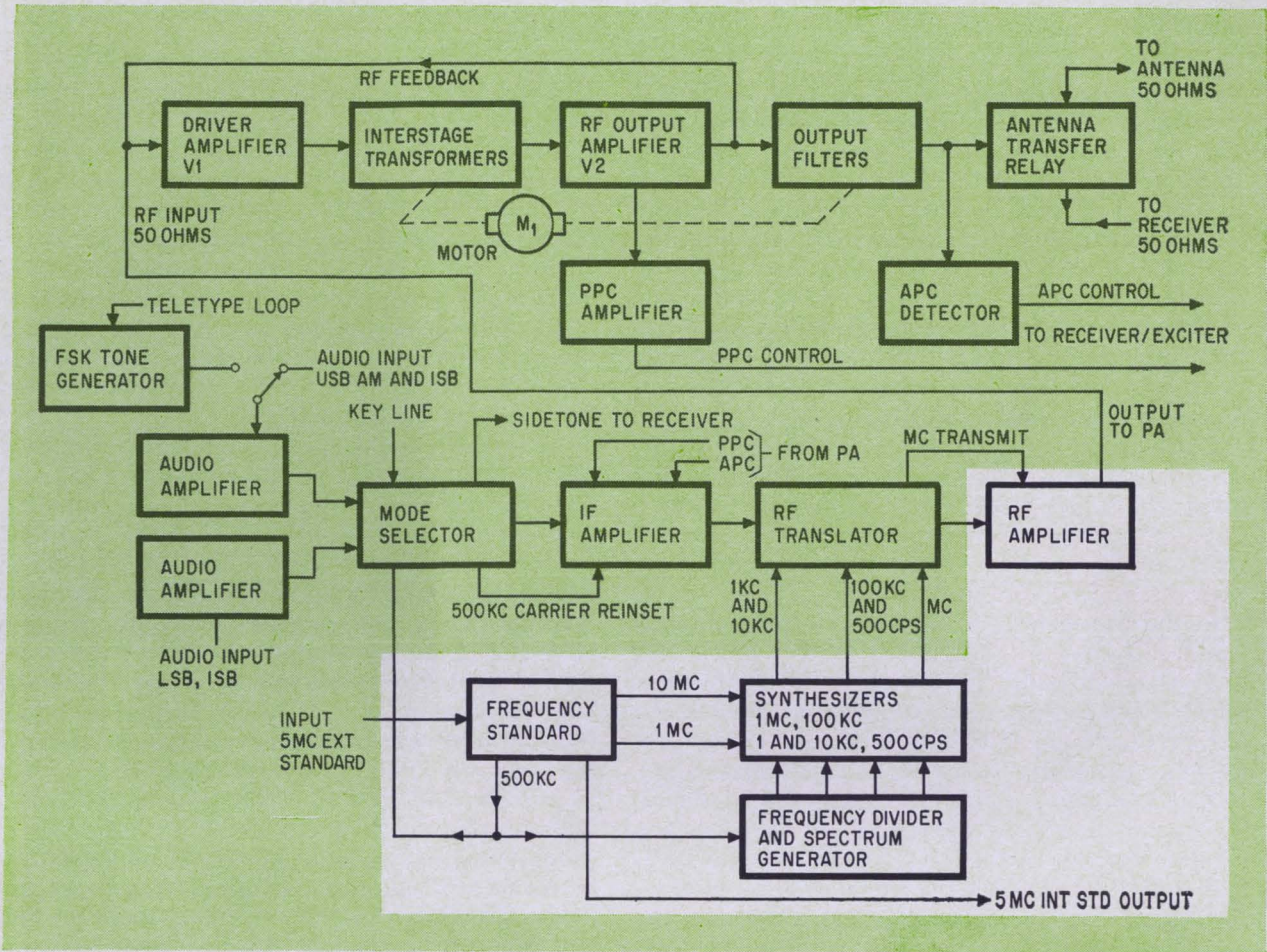 TO
ANTENNA
50 OHMS
RF FEEDBACK
DRIVER
AMPLIFIER
V1
INTERSTAGE
TRANSFORMERS
RF OUTPUT
AMPLIFIER
V2
OUTPUT
FILTERS
ANTENNA
TRANSFER
RELAY
RF INPUT
50 OHMS
M1
MOTOR
TO
RECEIVER
50 OHMS
PPC
AMPLIFIER
APC
DETECTOR
APC CONTROL
TO RECEIVER/EXCITER
PPC CONTROL
TELETYPE LOOP
FSK TONE
GENERATOR
AUDIO INPUT
USB AM AND ISB
KEY LINE
SIDETONE TO RECEIVER
PPC
APC
FROM PA
MC TRANSMIT
OUTPUT
TO PA
AUDIO
AMPLIFIER
MODE
SELECTOR
IF
AMPLIFIER
RF
TRANSLATOR
RF
AMPLIFIER
AUDIO
AMPLIFIER
500KC CARRIER REINSET
1KC
AND
10KC
100KC
AND
500CPS
MC
AUDIO INPUT
LSB, ISB
INPUT
5MC EXT
STANDARD
FREQUENCY
STANDARD
10 MC
1 MC
SYNTHESIZERS
1MC, 100KC
1 AND 10KC, 500CPS
500KC
FREQUENCY DIVIDER
AND SPECTRUM
GENERATOR
5MC INT STD OUTPUT